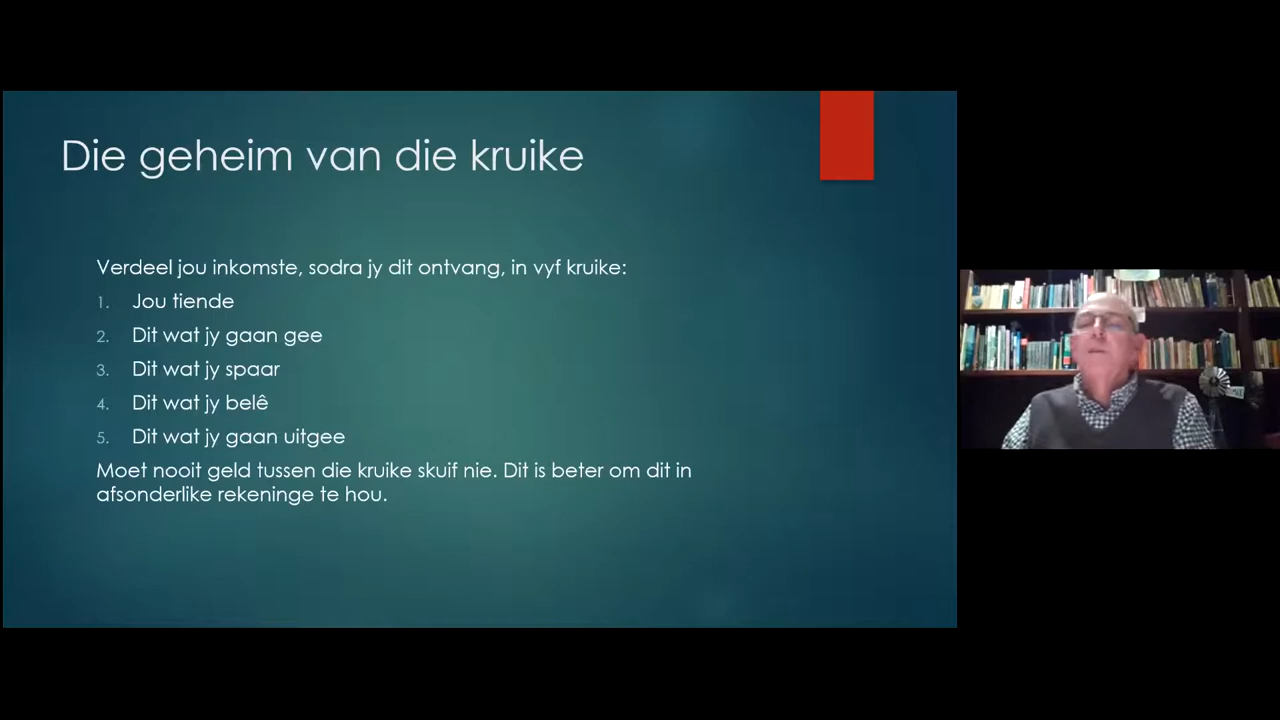 Die geheim van die kruike
Verdeel jou inkomste, sodra jy dit ontvang, in vyf kruike:
1. Jou tiende
2. Dit wat jy gaan gee
3. Dit wat jy spaar
4. Dit wat jy belê
5. Dit wat jy gaan uitgee
Moet nooit geld tussen die kruike skuif nie. Dit is beter om dit in
afsonderlike rekeninge te hou.